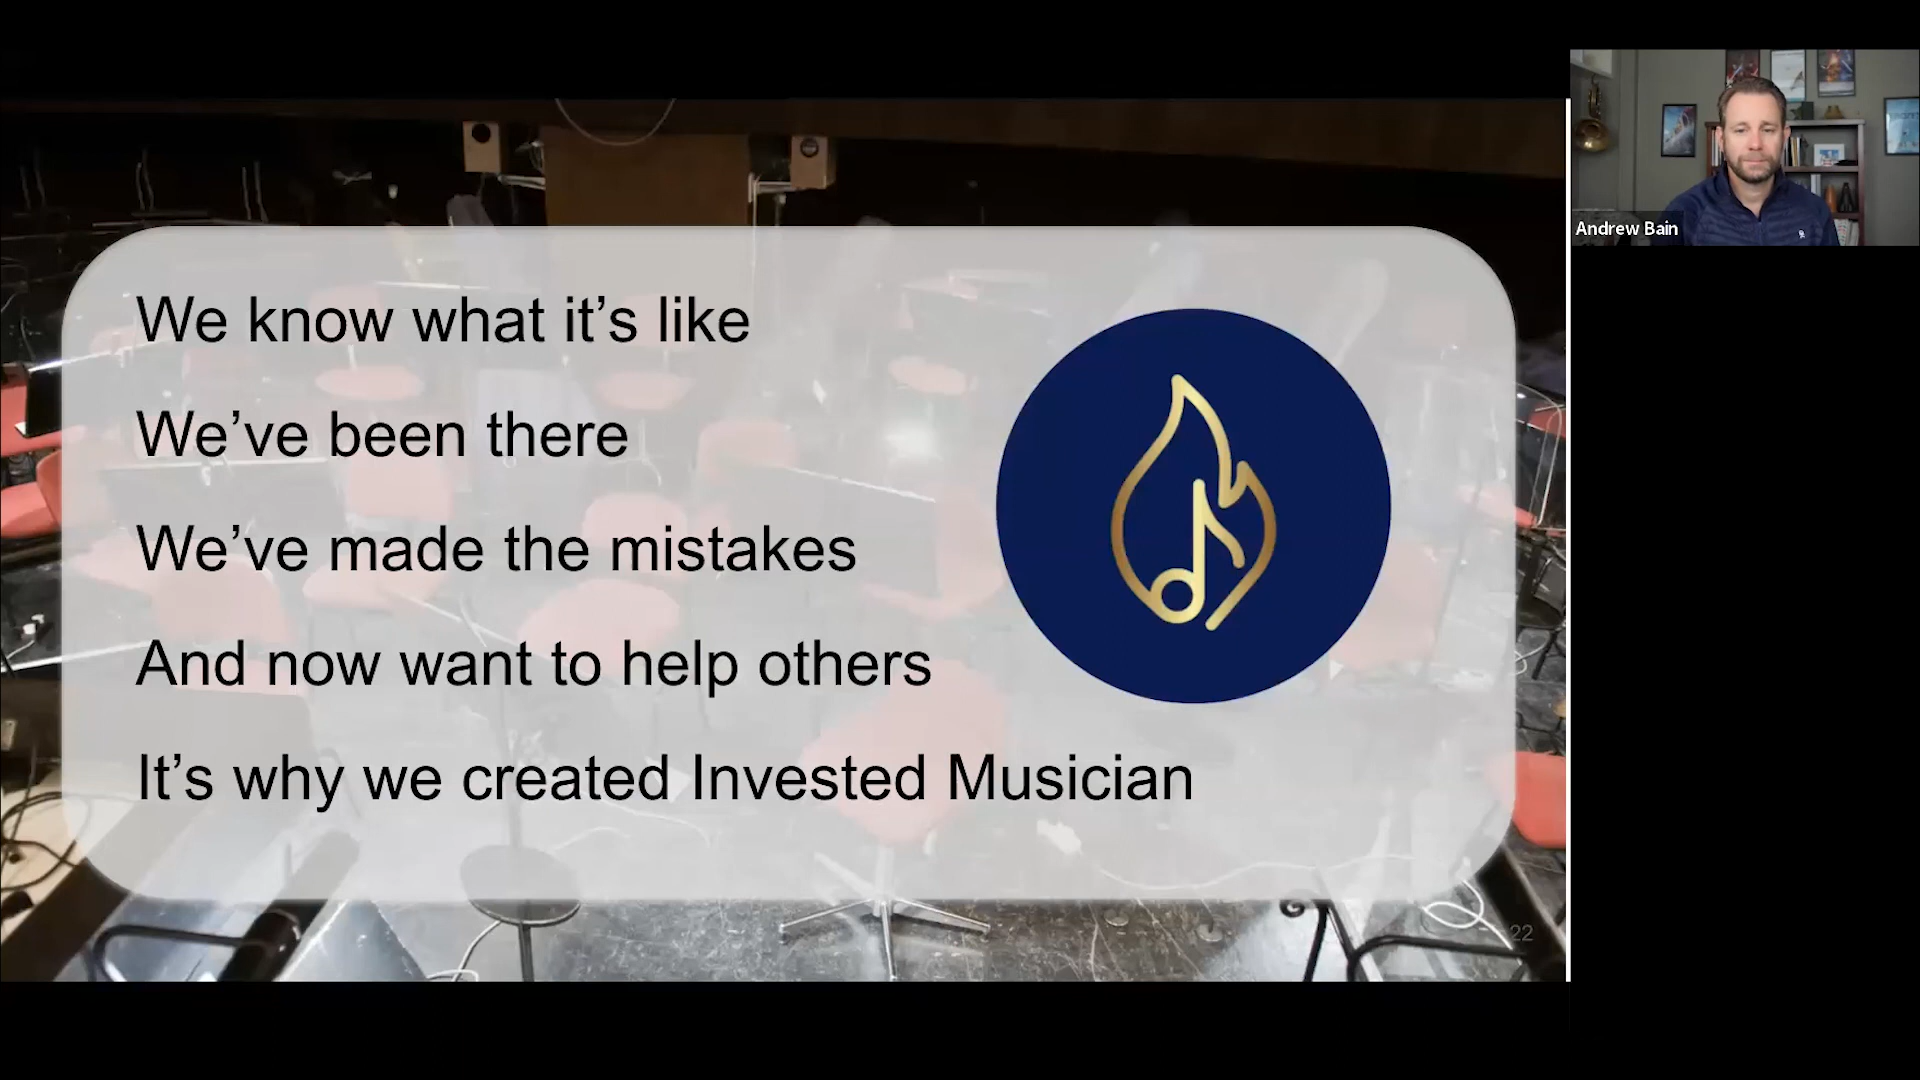 We know what it’s like
We’ve been there
We’ve made the mistakes
And now want to help others
It’s why we created Invested Musician
22
Andrew Bain